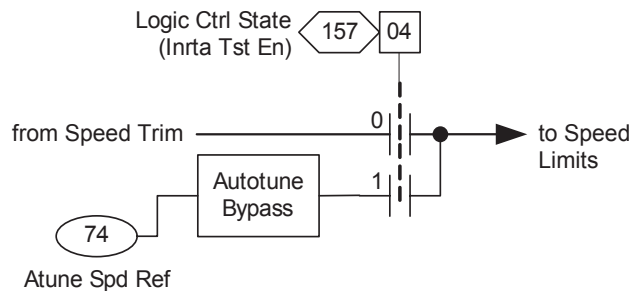 Logic Ctrl State
(Inrta Tst En)
157
04
from Speed Trim
0
to Speed
Limits
1
Autotune
Bypass
74
Atune Spd Ref